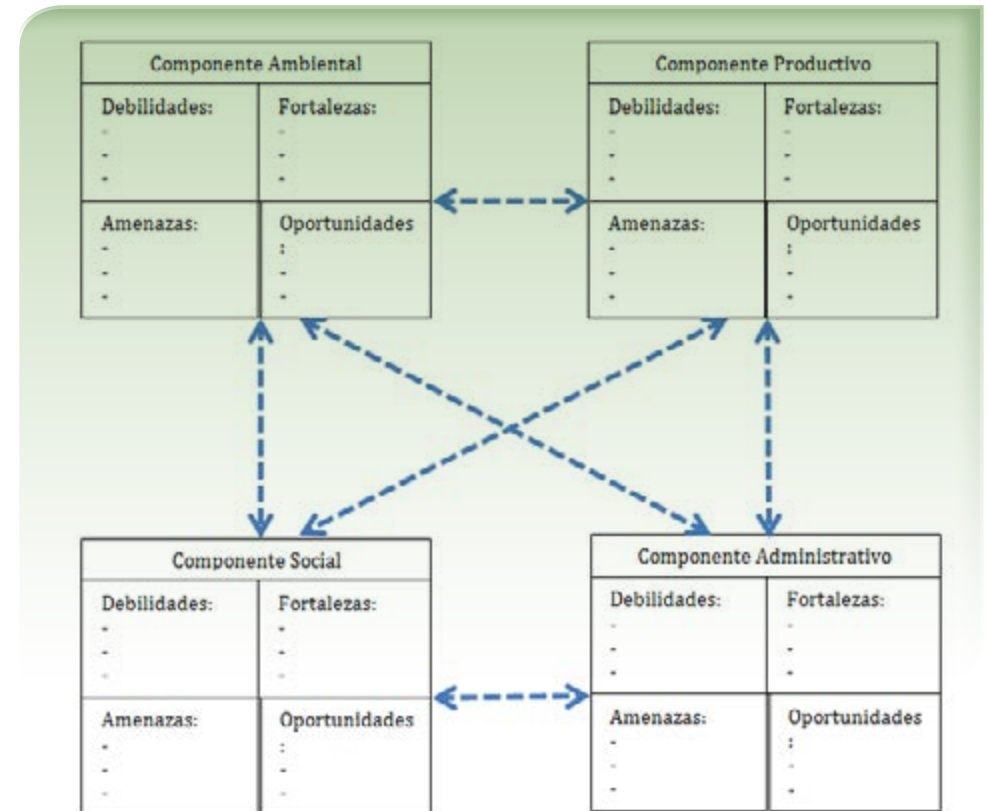 Componente Ambiental
Debilidades:
-
-
-
Fortalezas:
-
-
-
Amenazas:
-
-
-
Oportunidades
:
-
-
Componente Productivo
Debilidades:
-
-
-
Fortalezas:
-
-
-
Amenazas:
-
-
-
Oportunidades
:
-
-
Componente Social
Debilidades:
-
-
-
Fortalezas:
-
-
-
Amenazas:
-
-
-
Oportunidades
:
-
-
Componente Administrativo
Debilidades:
-
-
-
Fortalezas:
-
-
-
Amenazas:
-
-
-
Oportunidades
:
-
-